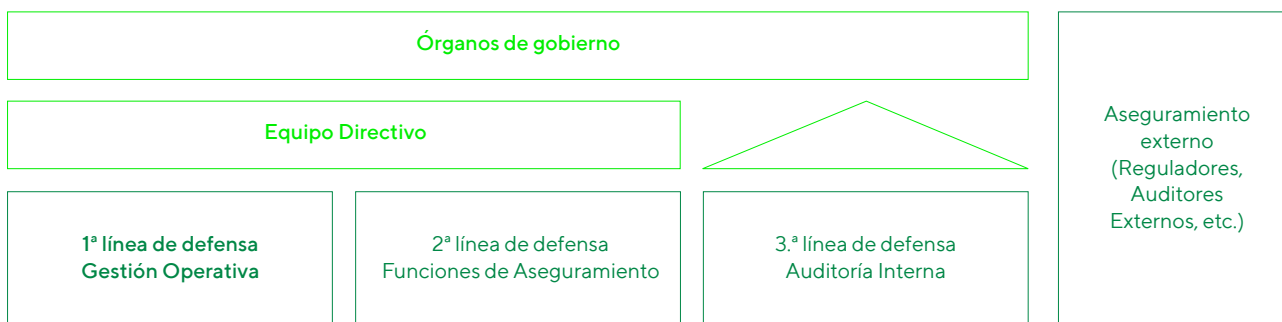 Órganos de gobierno
Equipo Directivo
1ª línea de defensa
Gestión Operativa
2ª línea de defensa
Funciones de Aseguramiento
3.ª línea de defensa
Auditoría Interna
Aseguramiento
externo
(Reguladores,
Auditores
Externos, etc.)